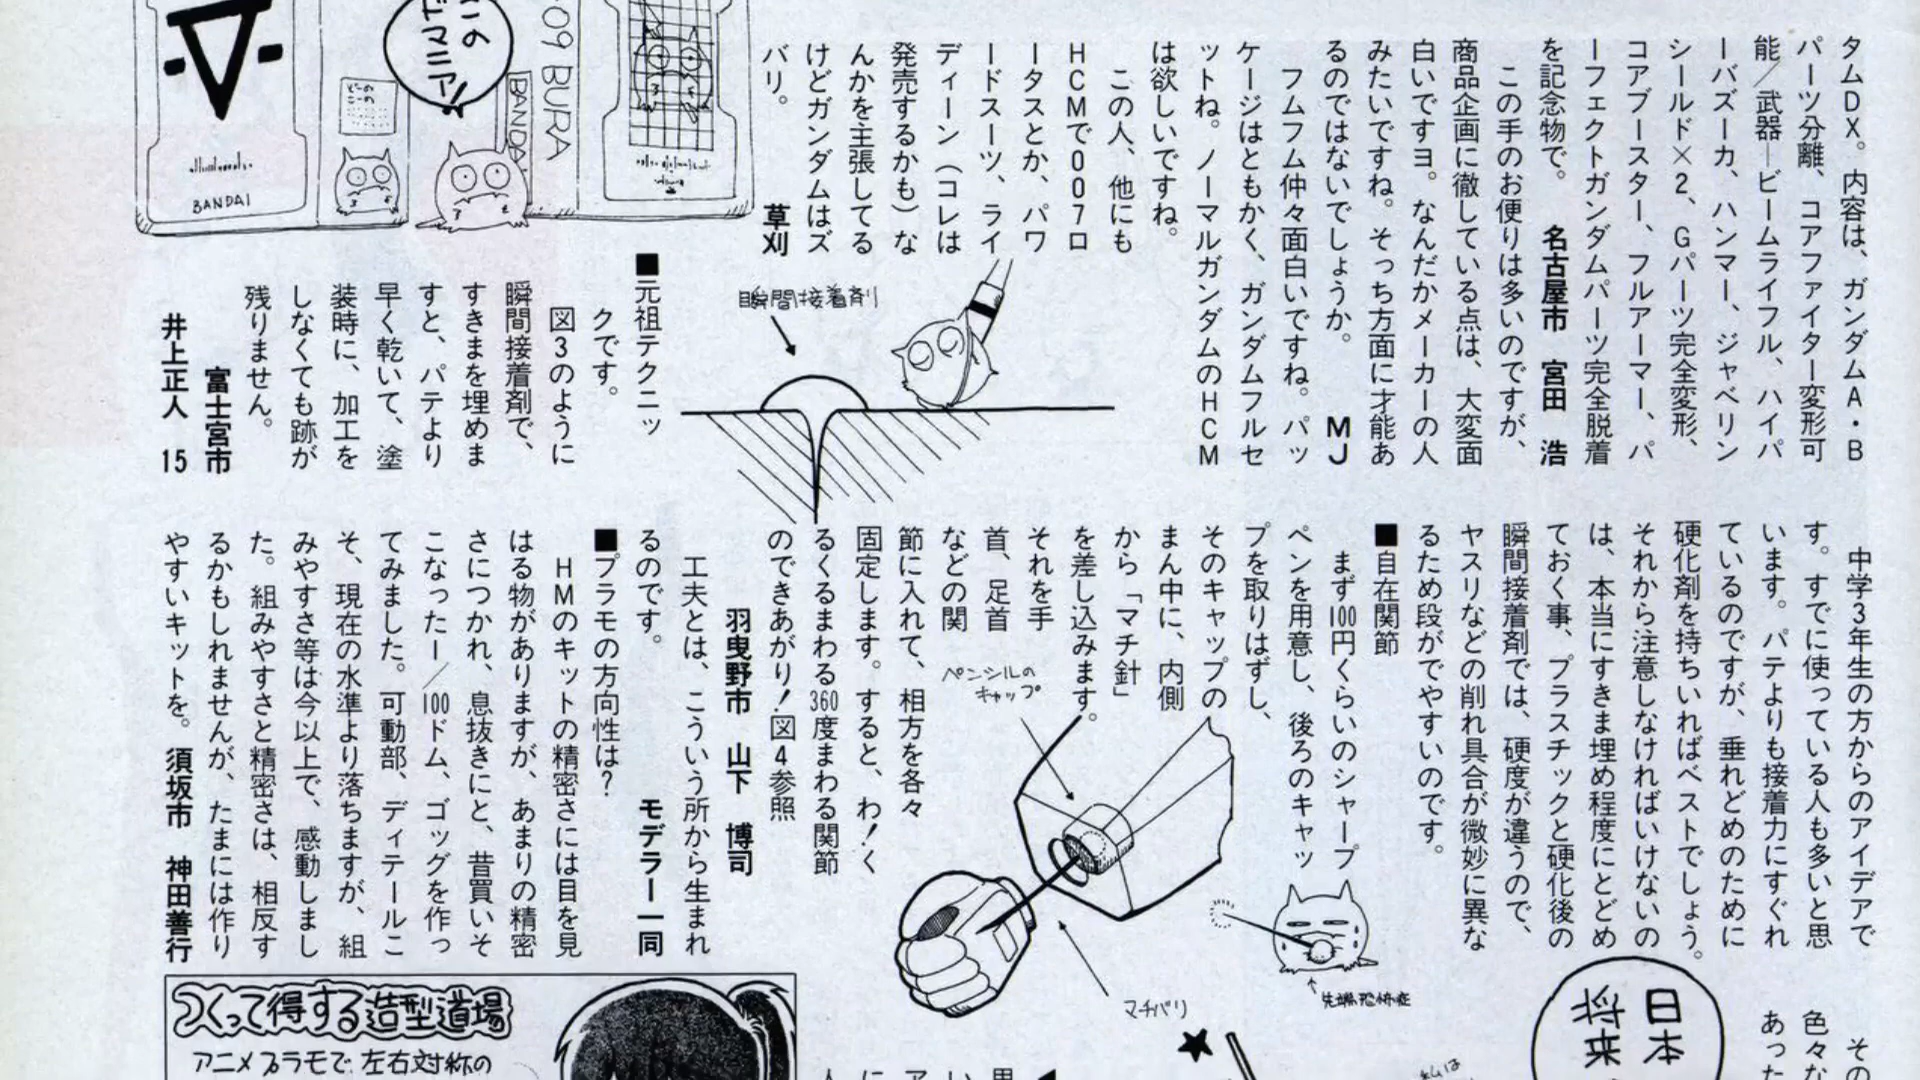 タムDX。内容は、ガンダムA・B
パーツ分離、コアファイター変形可
能／武器―ビームライフル、ハイパ
ーバズーカ、ハンマー、ジャベリン
シールド×2、Gパーツ完全変形、
コアブースター、フルアーマー、パ
ーフェクトガンダムパーツ完全脱着
を記念物で。　名古屋市　宮田　浩
この手のお便りは多いのですが、
商品企画に徹している点は、大変面
白いですヨ。なんだかメーカーの人
みたいですね。そっち方面に才能あ
るのではないでしょうか。　MJ
フムフム仲々面白いですね。パッ
ケージはともかく、ガンダムフルセ
ットね。ノーマルガンダムのHCM
は欲しいですね。
この人、他にも
HCMで007ロ
ータスとか、パワ
ードスーツ、ライ
ディーン（コレは
発売するかも）な
んかを主張してる
けどガンダムはズ
バリ。　草刈
この
ドマニア!!
09 BURA
BANDAI
BANDAI
■元祖テクニッ
クです。
図3のように
瞬間接着剤で、
すきまを埋めま
すと、パテより
早く乾いて、塗
装時に、加工を
しなくても跡が
残りません。
富士宮市
井上正人　15
瞬間接着剤
中学3年生の方からのアイデアで
す。すでに使っている人も多いと思
います。パテよりも接着力にすぐれ
ているのですが、垂れどめのために
硬化剤を持ちいればベストでしょう。
それから注意しなければいけないの
は、本当にすきま埋め程度にとどめ
ておく事、プラスチックと硬化後の
瞬間接着剤では、硬度が違うので、
ヤスリなどの削れ具合が微妙に異な
るため段がでやすいのです。
■自在関節
まず100円くらいのシャープ
ペンを用意し、後ろのキャッ
プを取りはずし、
そのキャップの
まん中に、内側
から「マチ針」
を差し込みます。
それを手
首、足首
などの関
節に入れて、相方を各々
固定します。すると、わ！く
るくるまわる360度まわる関節
のできあがり！図4参照
羽曳野市　山下　博司
工夫とは、こういう所から生まれ
るのです。　モデラー一同
■プラモの方向性は？
HMのキットの精密さには目を見
はる物がありますが、あまりの精密
さにつかれ、息抜きにと、昔買いそ
こなった1／100ドム、ゴッグを作っ
てみました。可動部、ディテールこ
そ、現在の水準より落ちますが、組
みやすさ等は今以上で、感動しまし
た。組みやすさと精密さは、相反す
るかもしれませんが、たまには作り
やすいキットを。　須坂市　神田善行
ペンシルの
キャップ
マチバリ
先端恐怖症
日本
将来
つくって得する造型道場
アニメプラモで左右対称の
その
色々な
あった